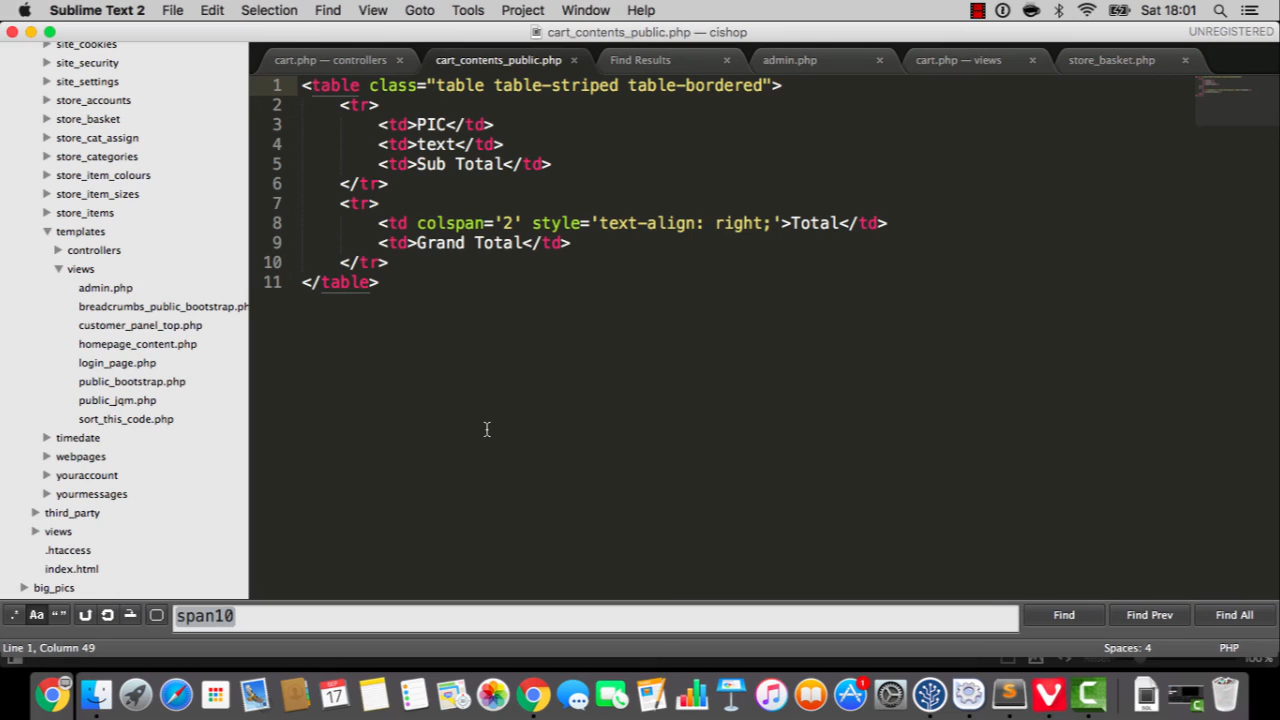 Sublime Text 2 File Edit Selection Find View Goto Tools Project Window Help Sat 18:01
cart_contents_public.php — cishop UNREGISTERED
site_cookies
site_security
site_settings
store_accounts
store_basket
store_cat_assign
store_categories
store_item_colours
store_item_sizes
store_items
templates
controllers
views
admin.php
breadcrumbs_public_bootstrap.ph
customer_panel_top.php
homepage_content.php
login_page.php
public_bootstrap.php
public_jqm.php
sort_this_code.php
timedate
webpages
youraccount
yourmessages
third_party
views
.htaccess
index.html
big_pics
cart.php — controllers × cart_contents_public.php × Find Results × admin.php × cart.php — views × store_basket.php ×
1 <table class="table table-striped table-bordered">
2 <tr>
3 <td>PIC</td>
4 <td>text</td>
5 <td>Sub Total</td>
6 </tr>
7 <tr>
8 <td colspan='2' style='text-align: right;'>Total</td>
9 <td>Grand Total</td>
10 </tr>
11 </table>
.* Aa “” span10 Find Find Prev Find All
Line 1, Column 49 Spaces: 4 PHP
100%
17
1